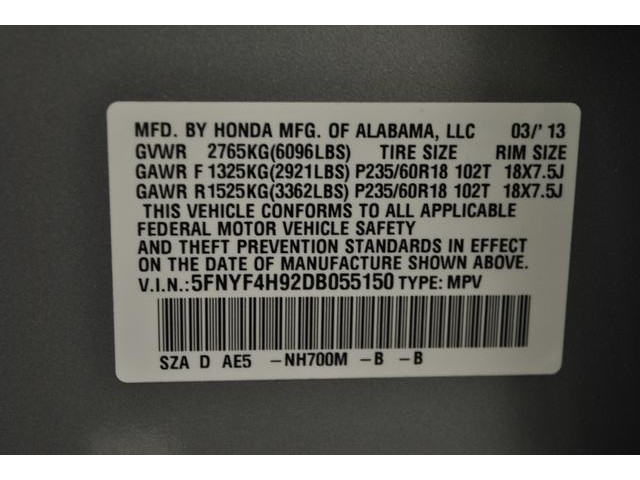 MFD. BY HONDA MFG. OF ALABAMA, LLC 03/'13
GVWR 2765KG(6096LBS) TIRE SIZE RIM SIZE
GAWR F 1325KG(2921LBS) P235/60R18 102T 18X7.5J
GAWR R 1525KG(3362LBS) P235/60R18 102T 18X7.5J
THIS VEHICLE CONFORMS TO ALL APPLICABLE
FEDERAL MOTOR VEHICLE SAFETY
AND THEFT PREVENTION STANDARDS IN EFFECT
ON THE DATE OF MANUFACTURE SHOWN ABOVE.
V.I.N.:5FNYF4H92DB055150 TYPE: MPV
SZA D AE5 -NH700M -B -B